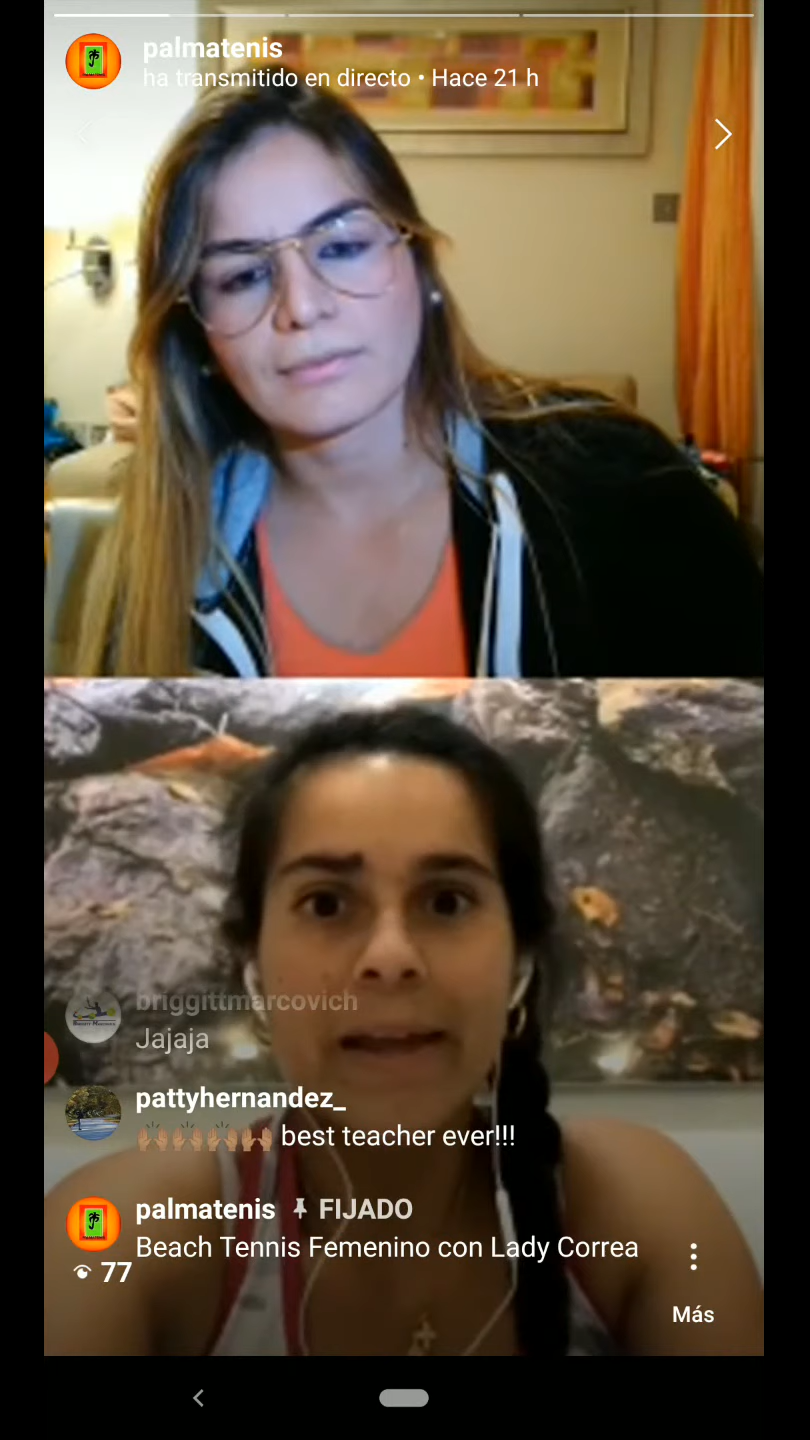 palmatenis
ha transmitido en directo • Hace 21 h
briggittmarcovich
Jajaja
pattyhernandez_
🙌🏽🙌🏽🙌🏽🙌🏽 best teacher ever!!!
palmatenis FIJADO
Beach Tennis Femenino con Lady Correa
77
Más